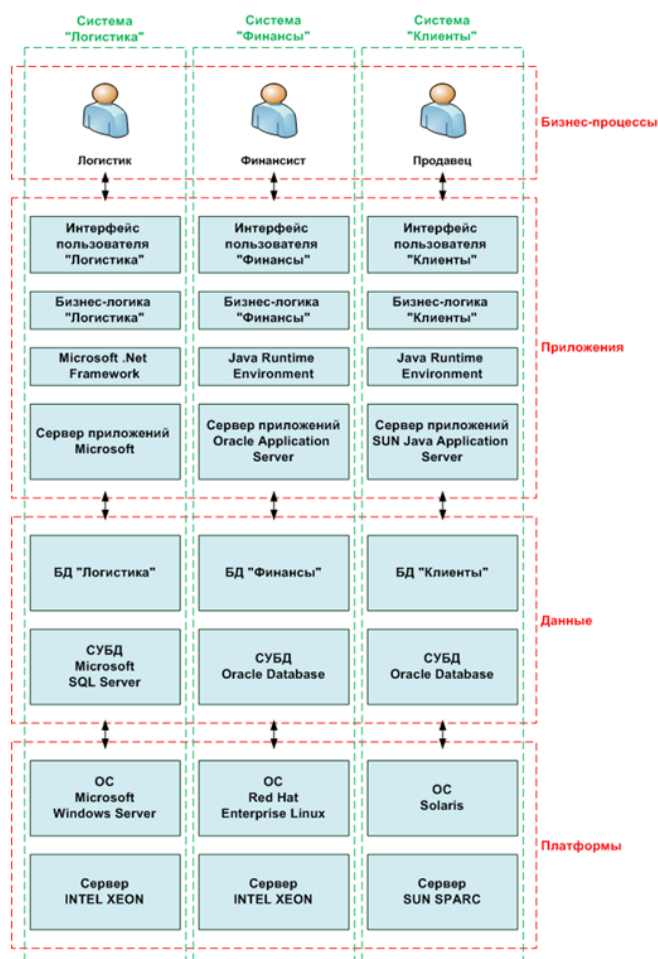 Система
"Логистика"
Система
"Финансы"
Система
"Клиенты"
Логистик
Финансист
Продавец
Бизнес-процессы
Интерфейс
пользователя
"Логистика"
Интерфейс
пользователя
"Финансы"
Интерфейс
пользователя
"Клиенты"
Бизнес-логика
"Логистика"
Бизнес-логика
"Финансы"
Бизнес-логика
"Клиенты"
Приложения
Microsoft .Net
Framework
Java Runtime
Environment
Java Runtime
Environment
Сервер приложений
Microsoft
Сервер приложений
Oracle Application
Server
Сервер приложений
SUN Java Application
Server
БД "Логистика"
БД "Финансы"
БД "Клиенты"
Данные
СУБД
Microsoft
SQL Server
СУБД
Oracle Database
СУБД
Oracle Database
ОС
Microsoft
Windows Server
ОС
Red Hat
Enterprise Linux
ОС
Solaris
Платформы
Сервер
INTEL XEON
Сервер
INTEL XEON
Сервер
SUN SPARC